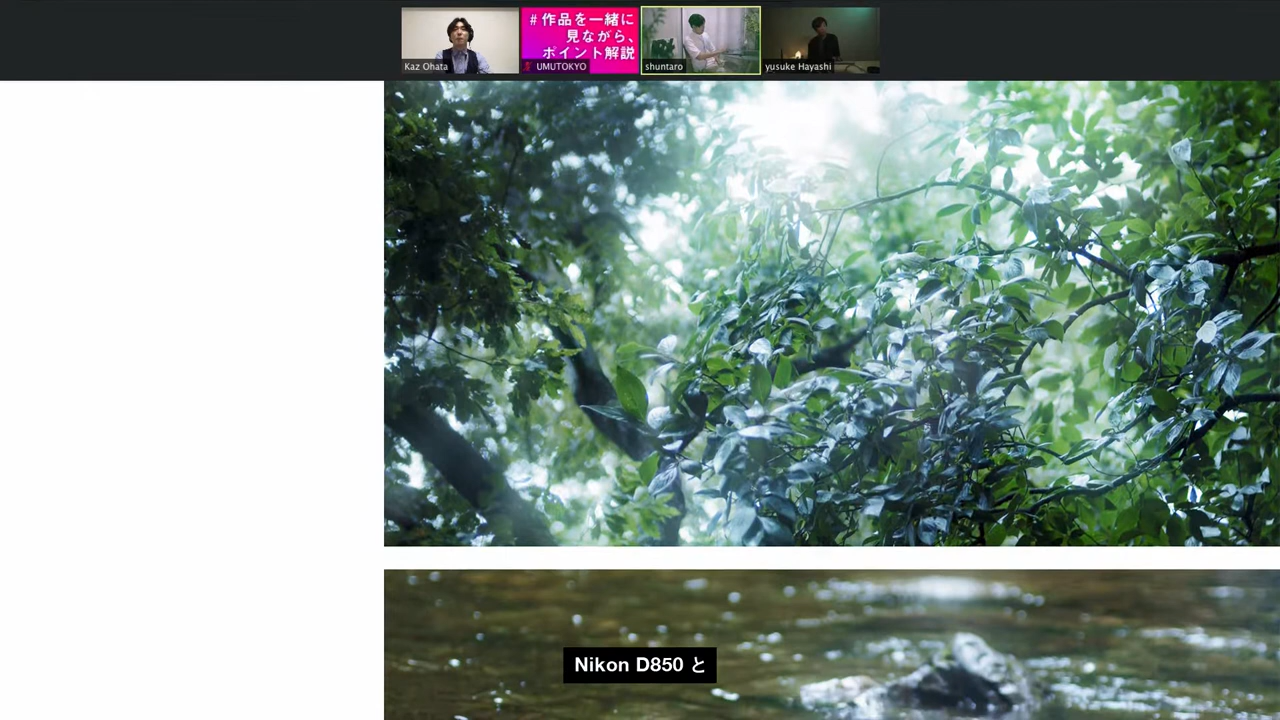 #作品を一緒に
見ながら、
ポイント解説
Kaz Ohata
UMUTOKYO
shuntaro
yusuke Hayashi
Nikon D850 と